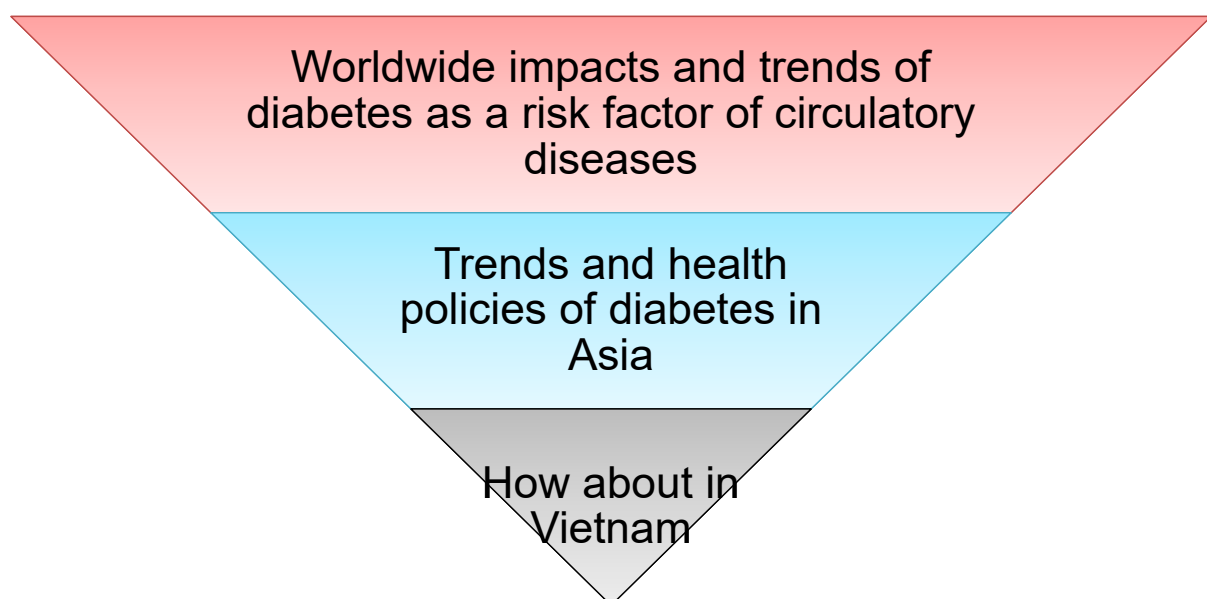 Worldwide impacts and trends of
diabetes as a risk factor of circulatory
diseases
Trends and health
policies of diabetes in
Asia
How about in
Vietnam